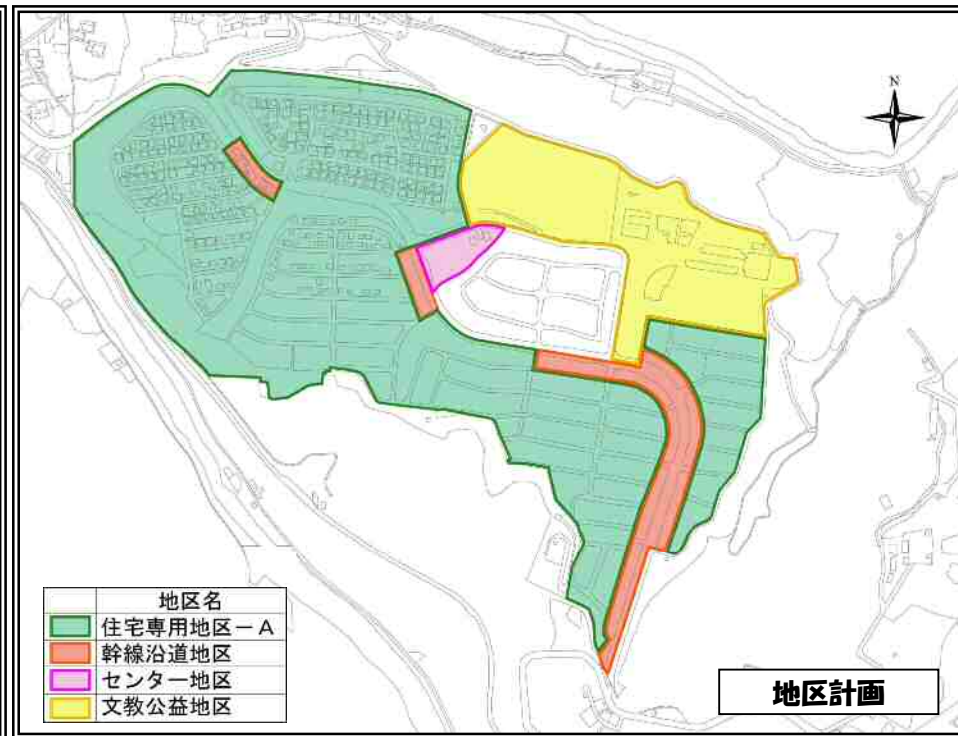 N
地区名
住宅専用地区－A
幹線沿道地区
センター地区
文教公益地区
地区計画